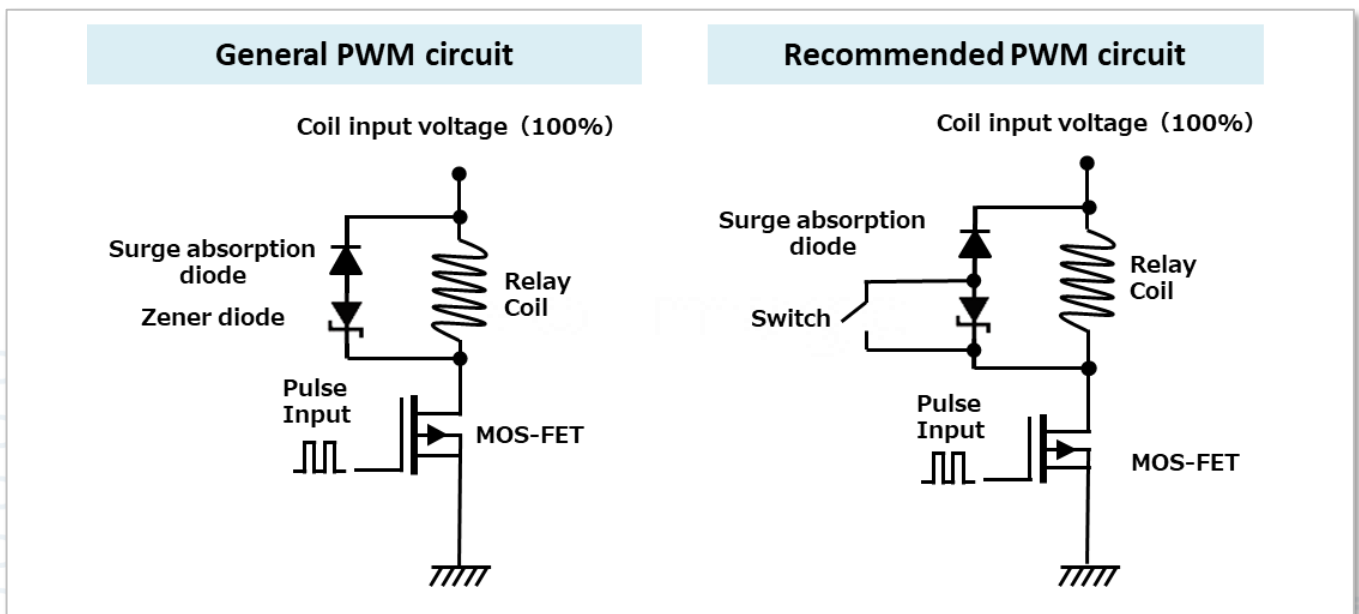 General PWM circuit
Coil input voltage（100%）
Surge absorption
diode
Zener diode
Relay
Coil
Pulse
Input
MOS-FET
Recommended PWM circuit
Coil input voltage（100%）
Surge absorption
diode
Switch
Relay
Coil
Pulse
Input
MOS-FET